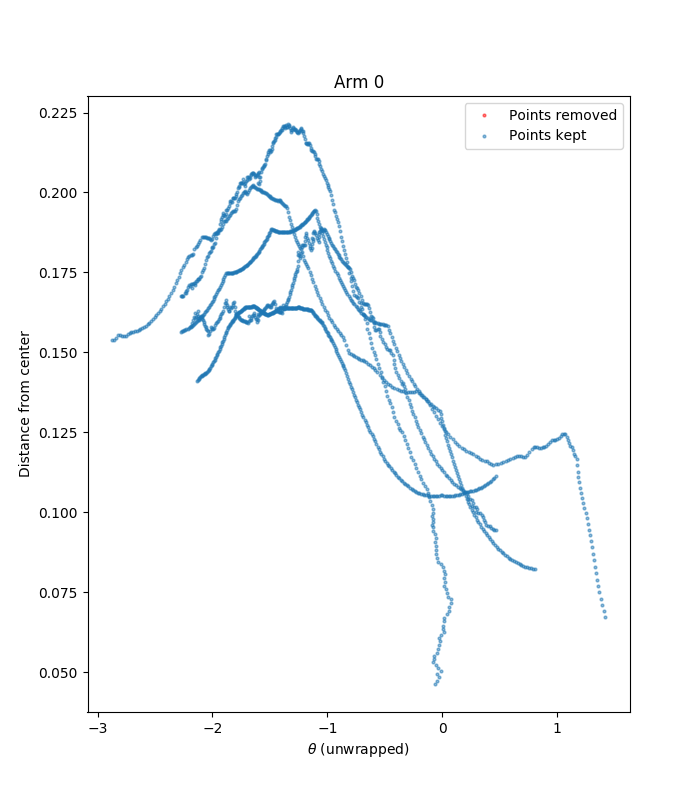 Arm 0
Points removed
Points kept
0.225
0.200
0.175
0.150
0.125
0.100
0.075
0.050
Distance from center
−3
−2
−1
0
1
θ (unwrapped)